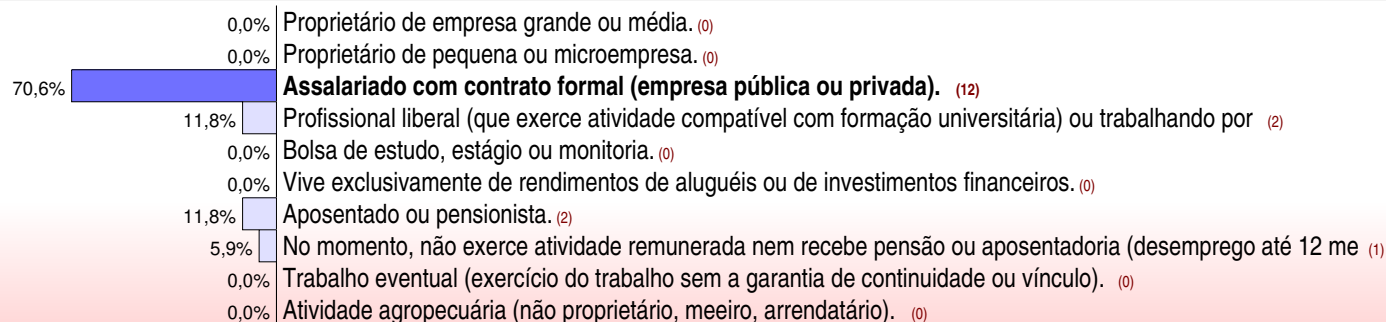 0,0% Proprietário de empresa grande ou média. (0)
0,0% Proprietário de pequena ou microempresa. (0)
70,6% Assalariado com contrato formal (empresa pública ou privada). (12)
11,8% Profissional liberal (que exerce atividade compatível com formação universitária) ou trabalhando por (2)
0,0% Bolsa de estudo, estágio ou monitoria. (0)
0,0% Vive exclusivamente de rendimentos de aluguéis ou de investimentos financeiros. (0)
11,8% Aposentado ou pensionista. (2)
5,9% No momento, não exerce atividade remunerada nem recebe pensão ou aposentadoria (desemprego até 12 me (1)
0,0% Trabalho eventual (exercício do trabalho sem a garantia de continuidade ou vínculo). (0)
0,0% Atividade agropecuária (não proprietário, meeiro, arrendatário). (0)